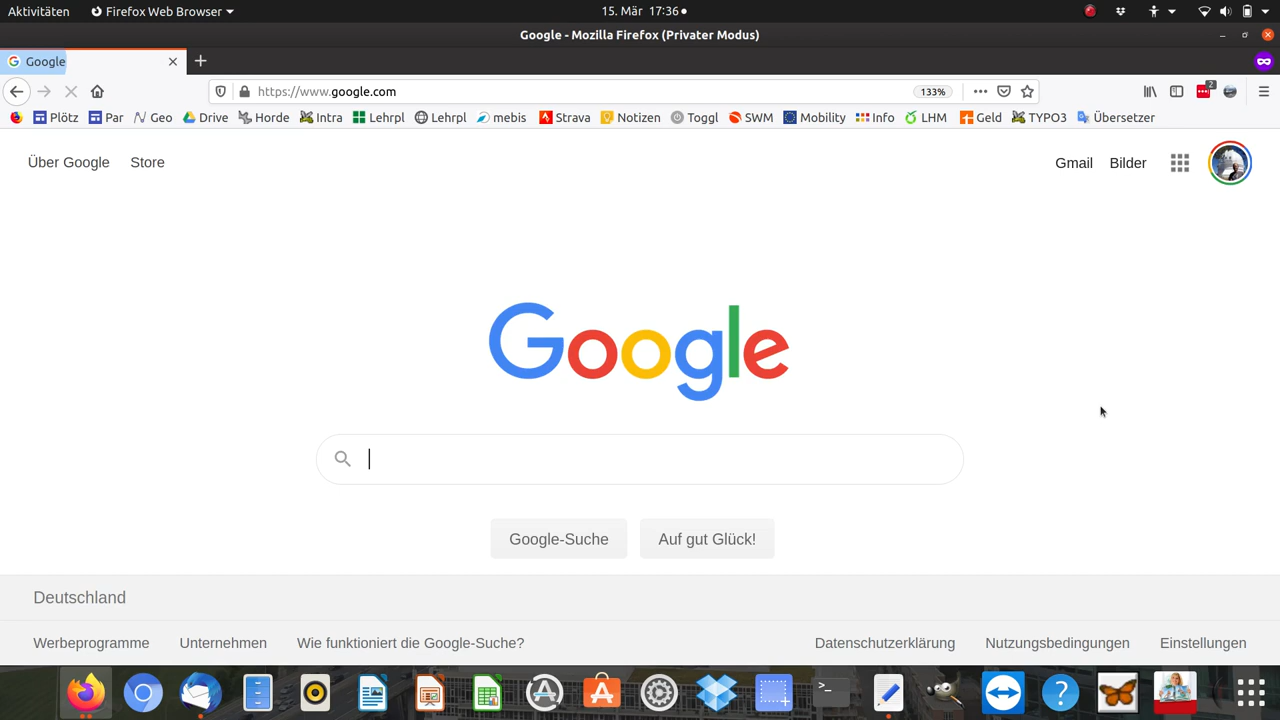 Aktivitäten Firefox Web Browser 15. Mär 17:36
Google - Mozilla Firefox (Privater Modus)
Google
https://www.google.com 133% 2
Plötz Par Geo Drive Horde Intra Lehrpl Lehrpl mebis Strava Notizen Toggl SWM Mobility Info LHM Geld TYPO3 Übersetzer
Über Google Store Gmail Bilder
Google
Google-Suche Auf gut Glück!
Deutschland
Werbeprogramme Unternehmen Wie funktioniert die Google-Suche? Datenschutzerklärung Nutzungsbedingungen Einstellungen